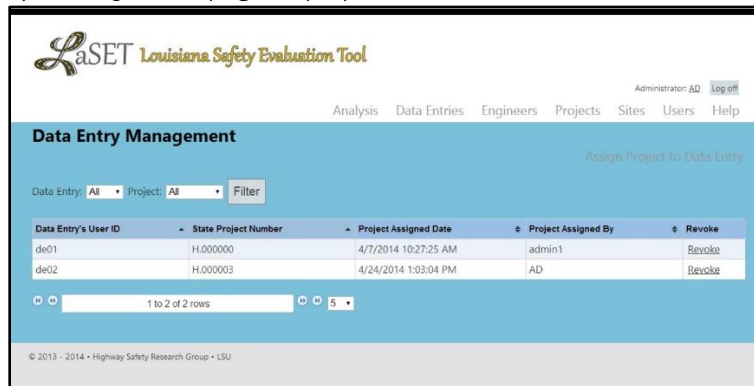 LaSET Louisiana Safety Evaluation Tool
Administrator: AD Log off
Analysis Data Entries Engineers Projects Sites Users Help
Data Entry Management
Assign Project to Data Entry
Data Entry: All Project: All Filter
Data Entry's User ID State Project Number Project Assigned Date Project Assigned By Revoke
de01 H.000000 4/7/2014 10:27:25 AM admin1 Revoke
de02 H.000003 4/24/2014 1:03:04 PM AD Revoke
1 to 2 of 2 rows 5
© 2013 - 2014 • Highway Safety Research Group • LSU